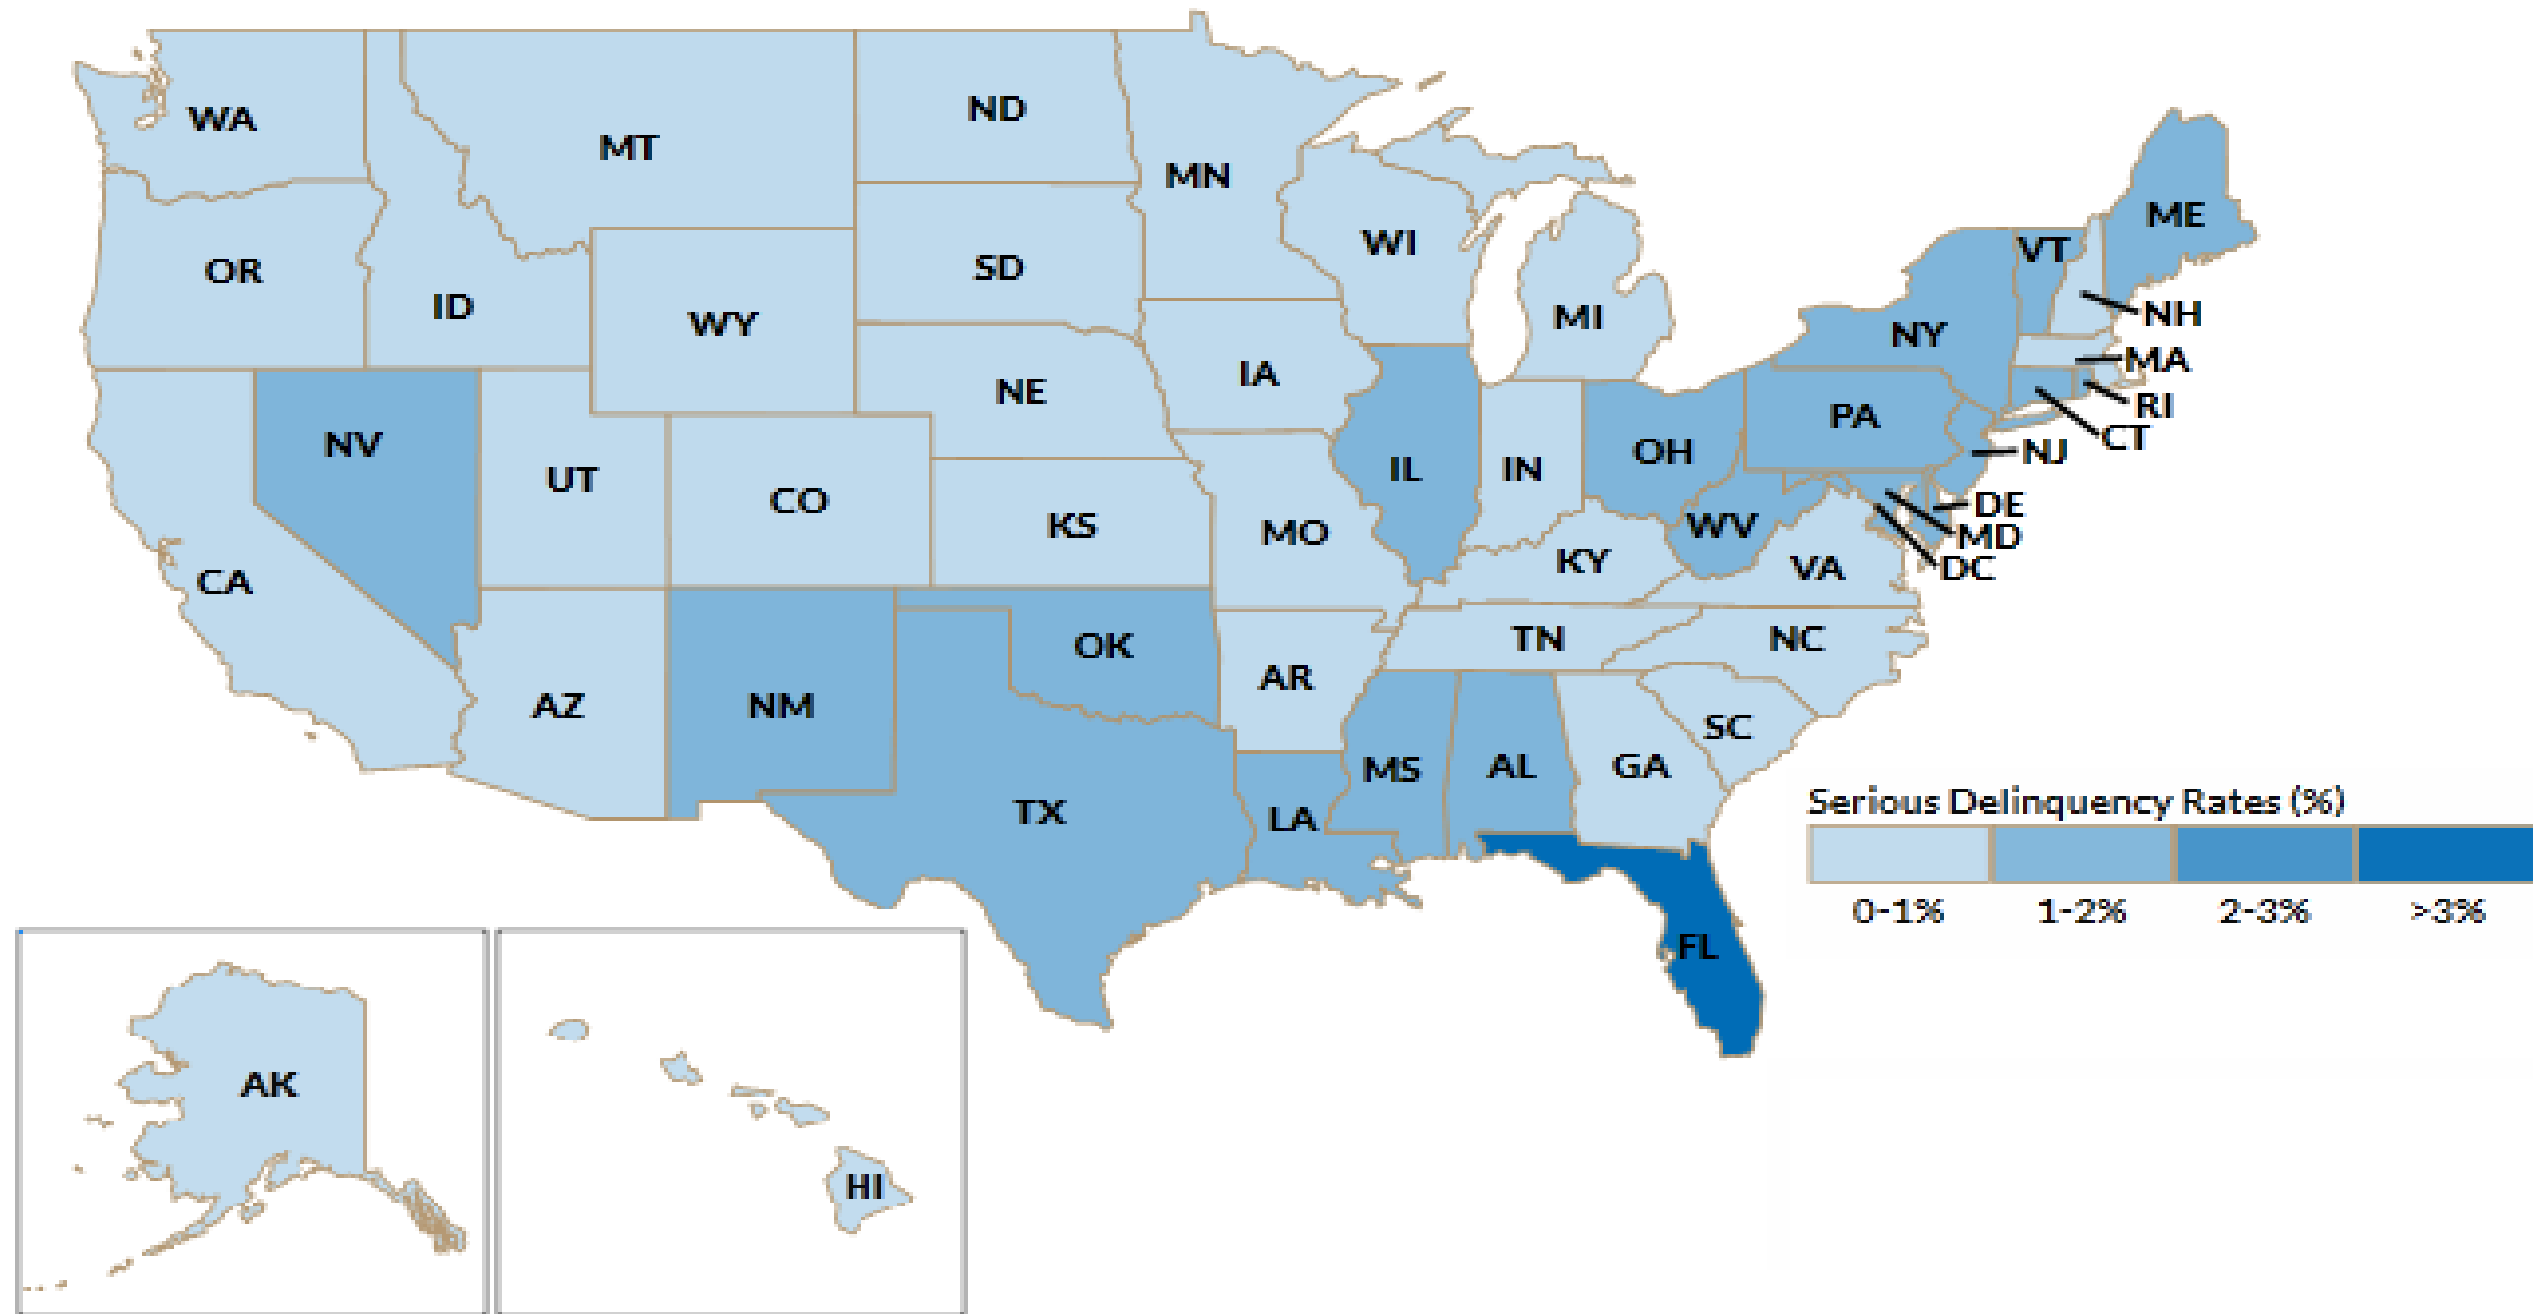 WA
MT
ND
MN
OR
ID
WY
SD
WI
MI
ME
VT
NH
NY
MA
RI
CT
NJ
PA
NE
IA
NV
UT
CO
KS
MO
IL
IN
OH
WV
DE
MD
DC
KY
VA
CA
OK
TN
NC
AZ
NM
AR
SC
TX
LA
MS
AL
GA
Serious Delinquency Rates (%)
0-1% 1-2% 2-3% >3%
FL
AK
HI